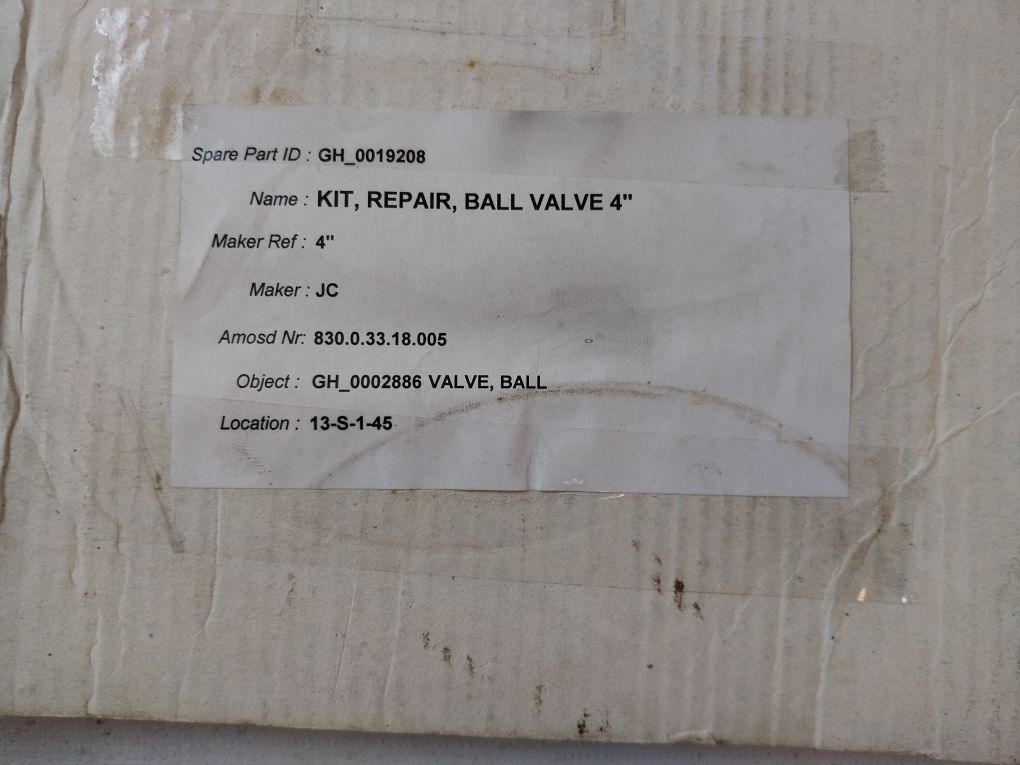 Spare Part ID : GH_0019208
Name : KIT, REPAIR, BALL VALVE 4"
Maker Ref : 4"
Maker : JC
Amosd Nr: 830.0.33.18.005
Object : GH_0002886 VALVE, BALL
Location : 13-S-1-45